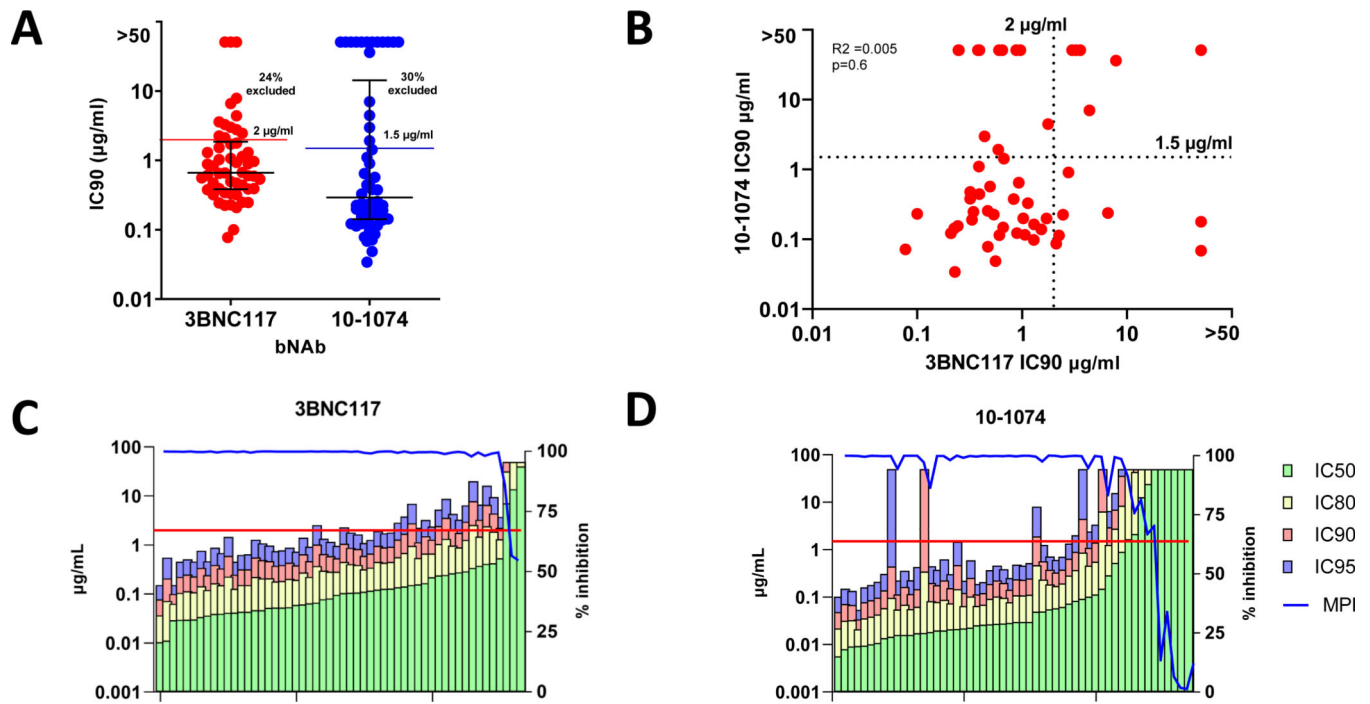 A
>50
10
1
0.1
0.01
IC90 (µg/ml)
24%
excluded
2 µg/ml
30%
excluded
1.5 µg/ml
3BNC117
10-1074
bNAb
B
2 µg/ml
R2 =0.005
p=0.6
1.5 µg/ml
>50
10
1
0.1
0.01
10-1074 IC90 µg/ml
0.01
0.1
1
10
>50
3BNC117 IC90 µg/ml
C
3BNC117
100
10
1
0.1
0.01
0.001
µg/mL
100
75
50
25
0
% inhibition
D
10-1074
100
10
1
0.1
0.01
0.001
µg/mL
100
75
50
25
0
% inhibition
IC50
IC80
IC90
IC95
MPI